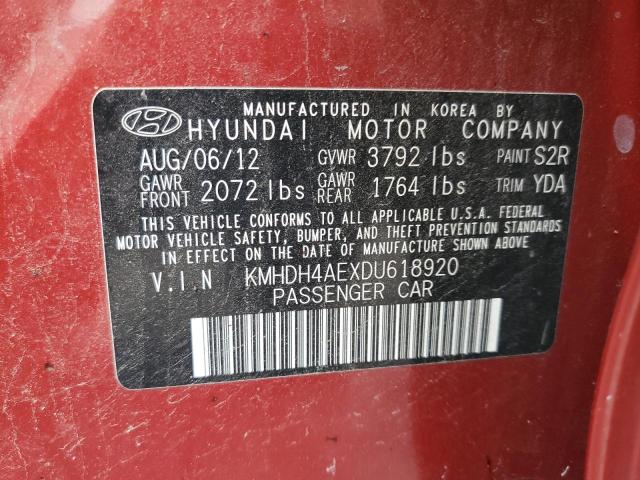 MANUFACTURED IN KOREA BY
HYUNDAI MOTOR COMPANY
AUG/06/12 GVWR 3792 lbs PAINT S2R
GAWR FRONT 2072 lbs GAWR REAR 1764 lbs TRIM YDA
THIS VEHICLE CONFORMS TO ALL APPLICABLE U.S.A. FEDERAL
MOTOR VEHICLE SAFETY, BUMPER, AND THEFT PREVENTION STANDARDS
IN EFFECT ON THE DATE OF MANUFACTURE SHOWN ABOVE.
V.I.N KMHDH4AEXDU618920
PASSENGER CAR